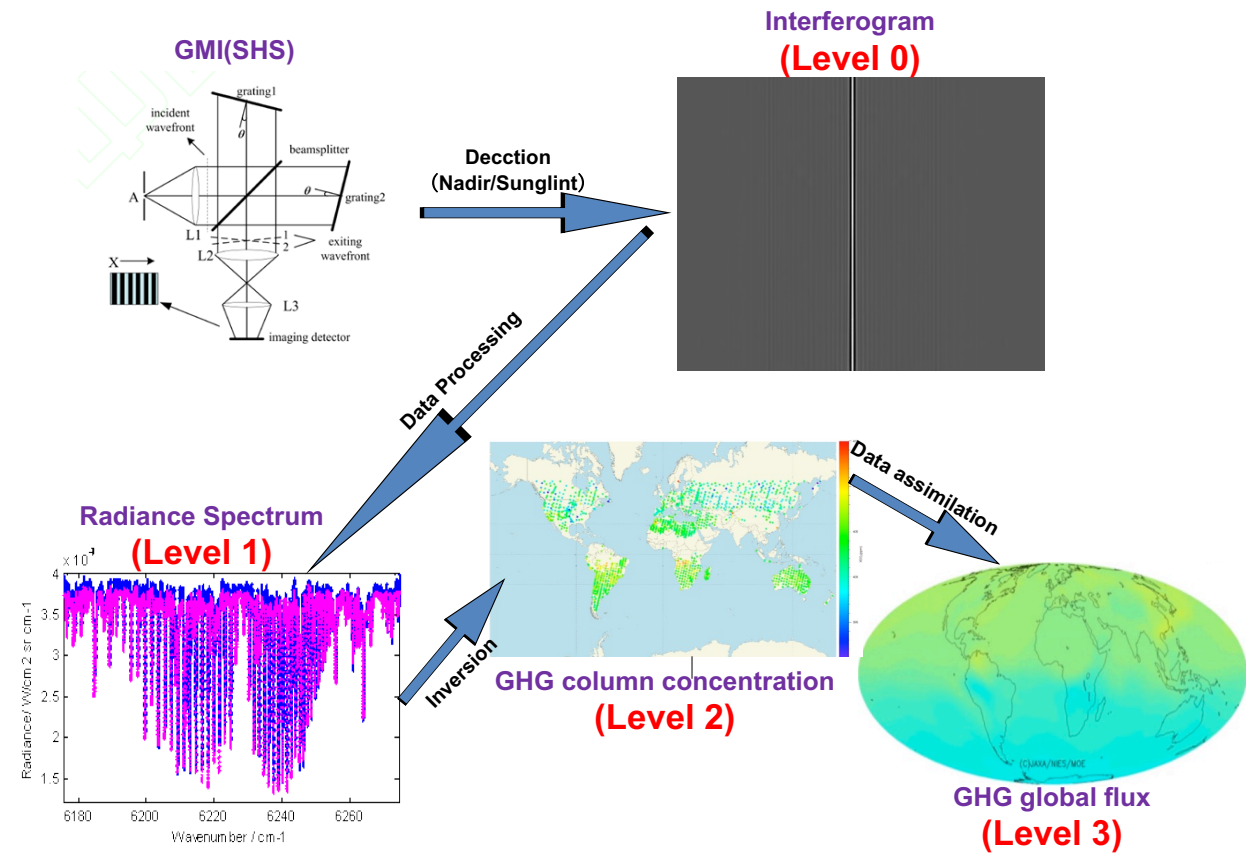 GMI(SHS)
grating1
θ
incident
wavefront
beamsplitter
A
θ
grating2
L1
1
2
exiting
wavefront
L2
X
L3
imaging detector
Decction
(Nadir/Sunglint)
Interferogram
(Level 0)
Data Processing
Radiance Spectrum
(Level 1)
4
3.5
3
2.5
2
1.5
Radiance/ W/cm 2 sr cm-1
6180 6200 6220 6240 6260
Wavenumber / cm-1
Inversion
GHG column concentration
(Level 2)
Data assimilation
(C)JAXA/NIES/MOE
GHG global flux
(Level 3)